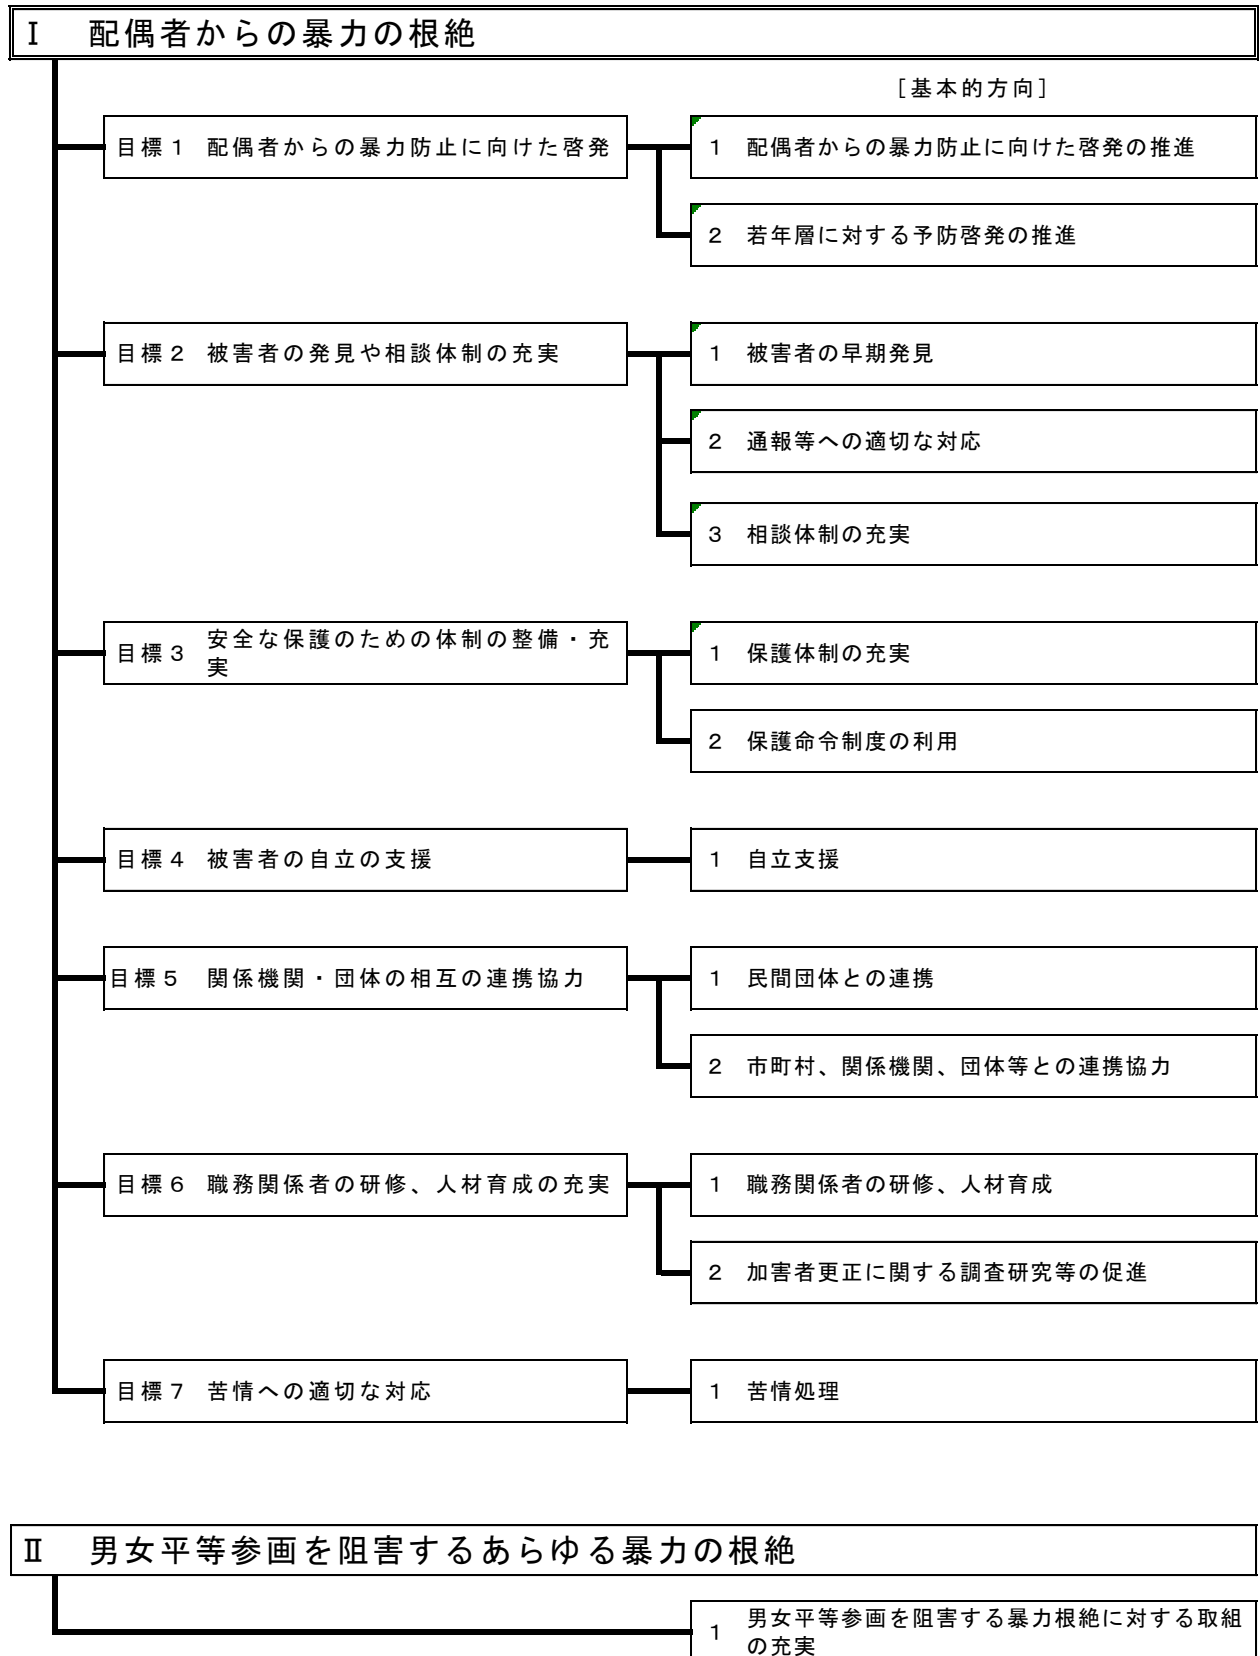 Ⅰ 配偶者からの暴力の根絶
[基本的方向]
目標1 配偶者からの暴力防止に向けた啓発
1 配偶者からの暴力防止に向けた啓発の推進
2 若年層に対する予防啓発の推進
目標2 被害者の発見や相談体制の充実
1 被害者の早期発見
2 通報等への適切な対応
3 相談体制の充実
目標3 安全な保護のための体制の整備・充
実
1 保護体制の充実
2 保護命令制度の利用
目標4 被害者の自立の支援
1 自立支援
目標5 関係機関・団体の相互の連携協力
1 民間団体との連携
2 市町村、関係機関、団体等との連携協力
目標6 職務関係者の研修、人材育成の充実
1 職務関係者の研修、人材育成
2 加害者更正に関する調査研究等の促進
目標7 苦情への適切な対応
1 苦情処理
Ⅱ 男女平等参画を阻害するあらゆる暴力の根絶
1 男女平等参画を阻害する暴力根絶に対する取組
の充実